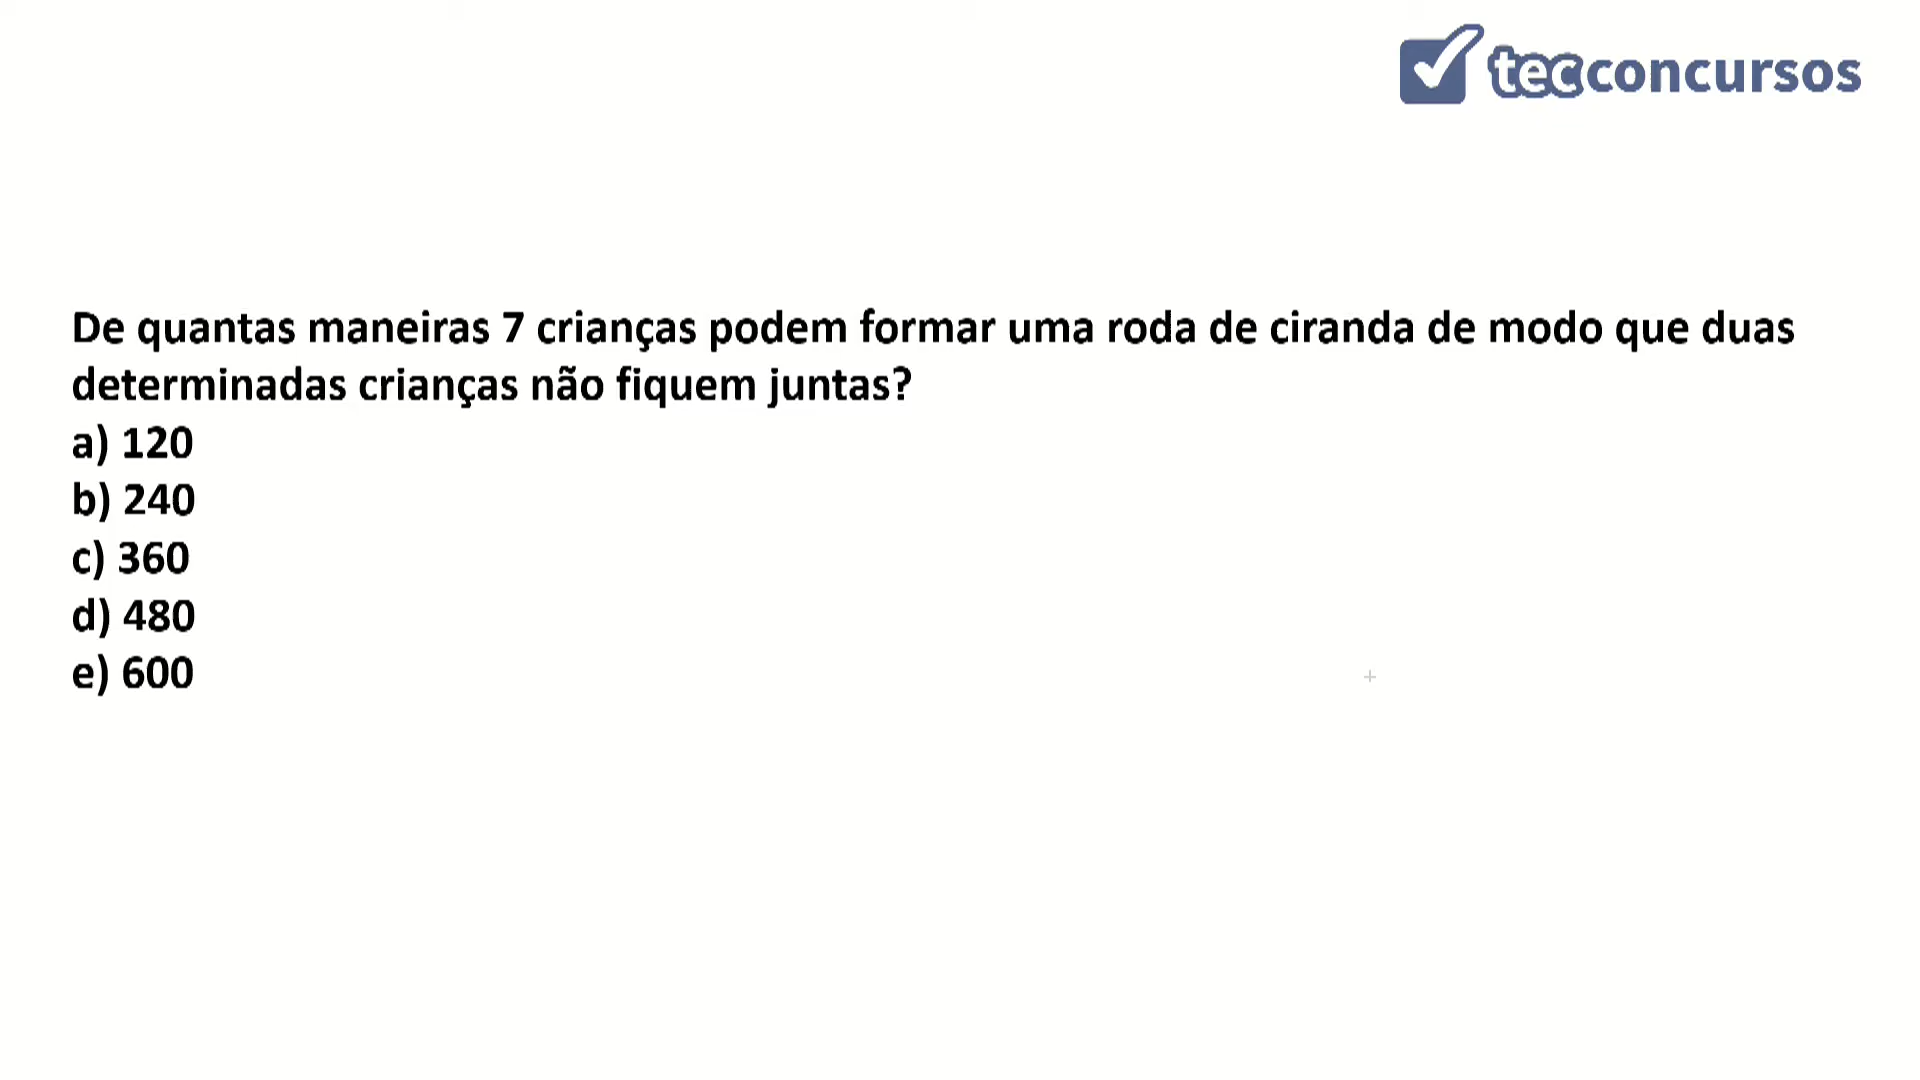 tecconcursos
De quantas maneiras 7 crianças podem formar uma roda de ciranda de modo que duas
determinadas crianças não fiquem juntas?
a) 120
b) 240
c) 360
d) 480
e) 600